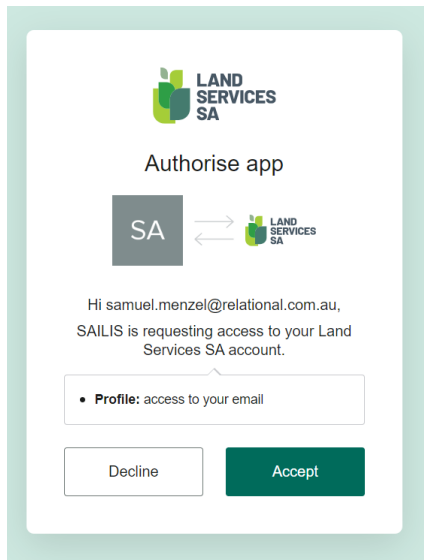 LAND
SERVICES
SA
Authorise app
SA
LAND
SERVICES
SA
Hi samuel.menzel@relational.com.au,
SAILIS is requesting access to your Land
Services SA account.
• Profile: access to your email
Decline
Accept